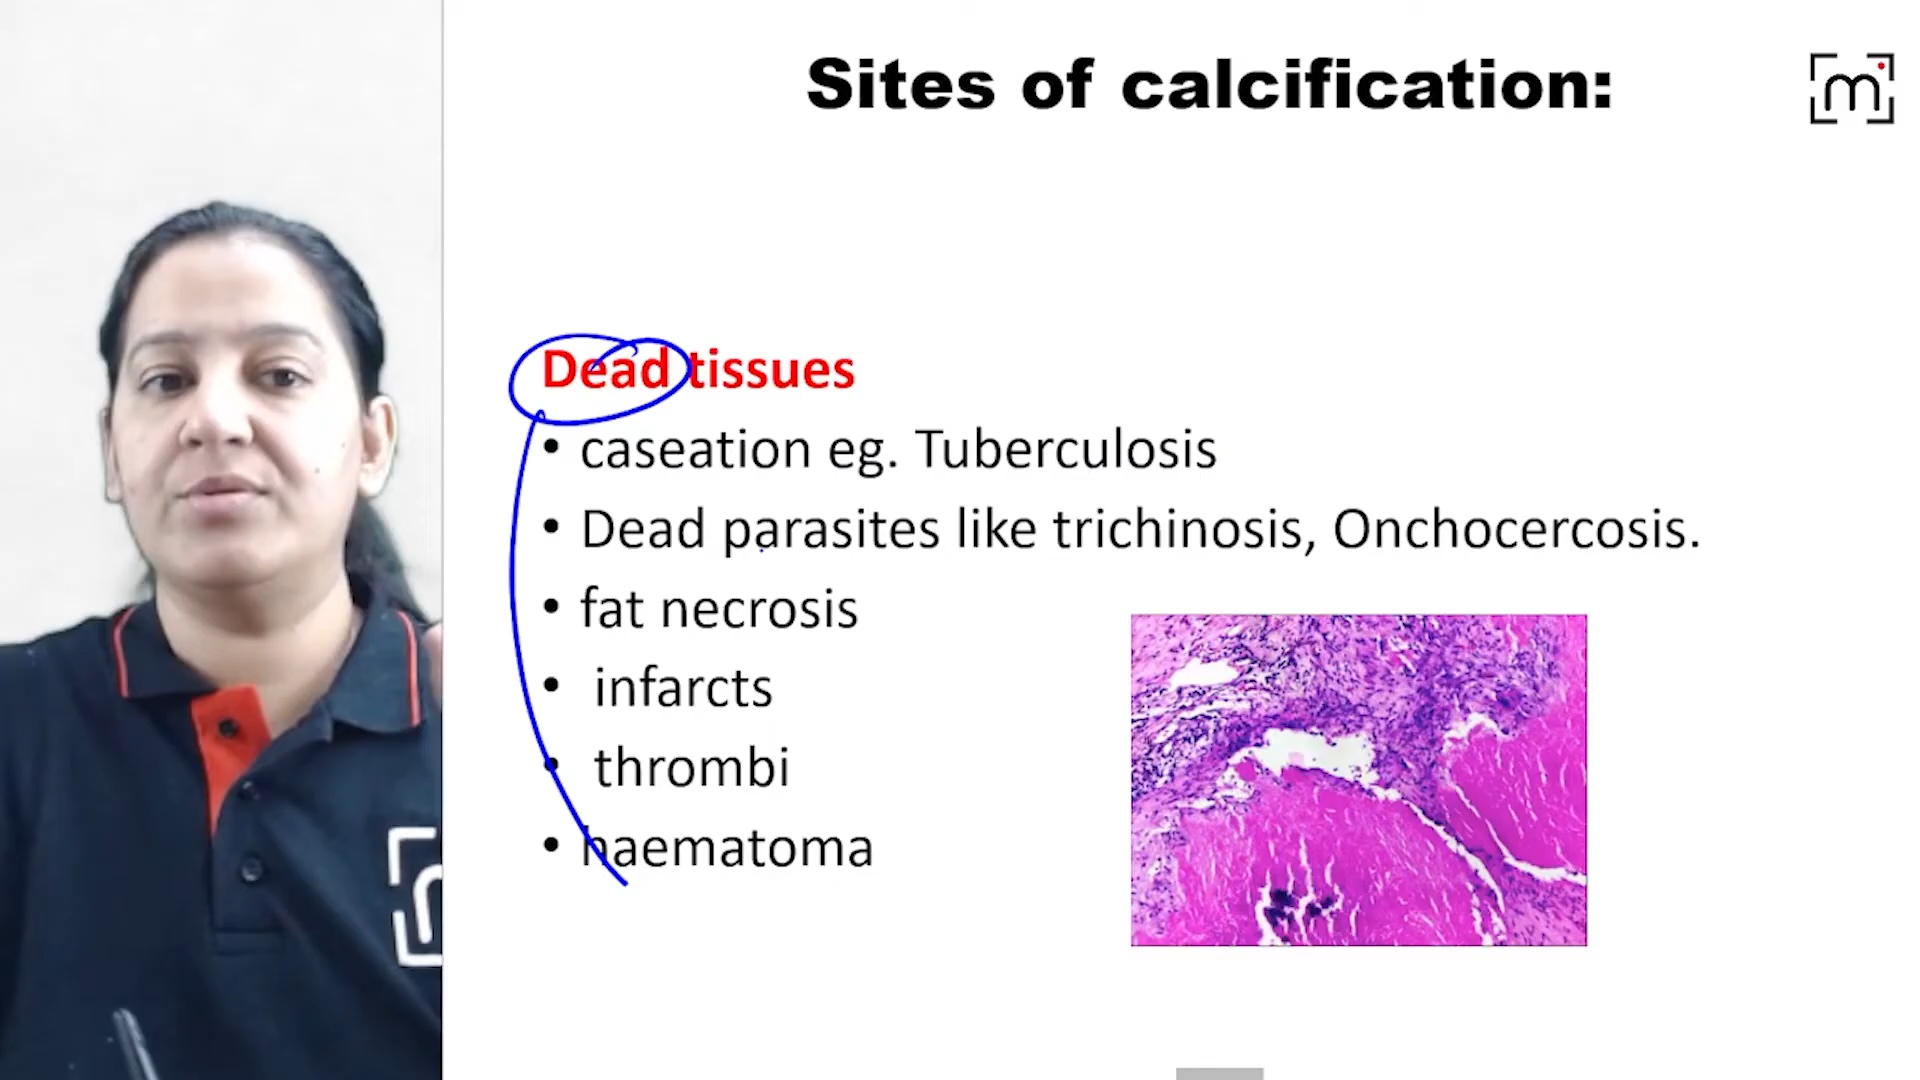 Sites of calcification:
m
Dead tissues
• caseation eg. Tuberculosis
• Dead parasites like trichinosis, Onchocercosis.
• fat necrosis
• infarcts
• thrombi
• haematoma